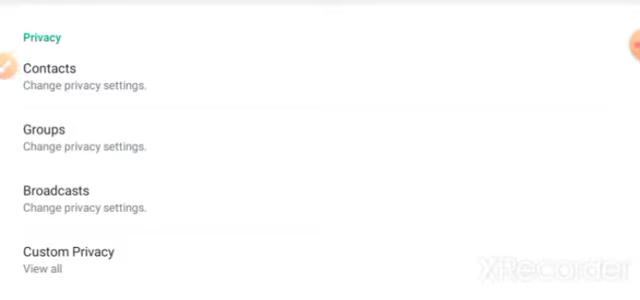 Privacy
Contacts
Change privacy settings.
Groups
Change privacy settings.
Broadcasts
Change privacy settings.
Custom Privacy
View all
XRecorder